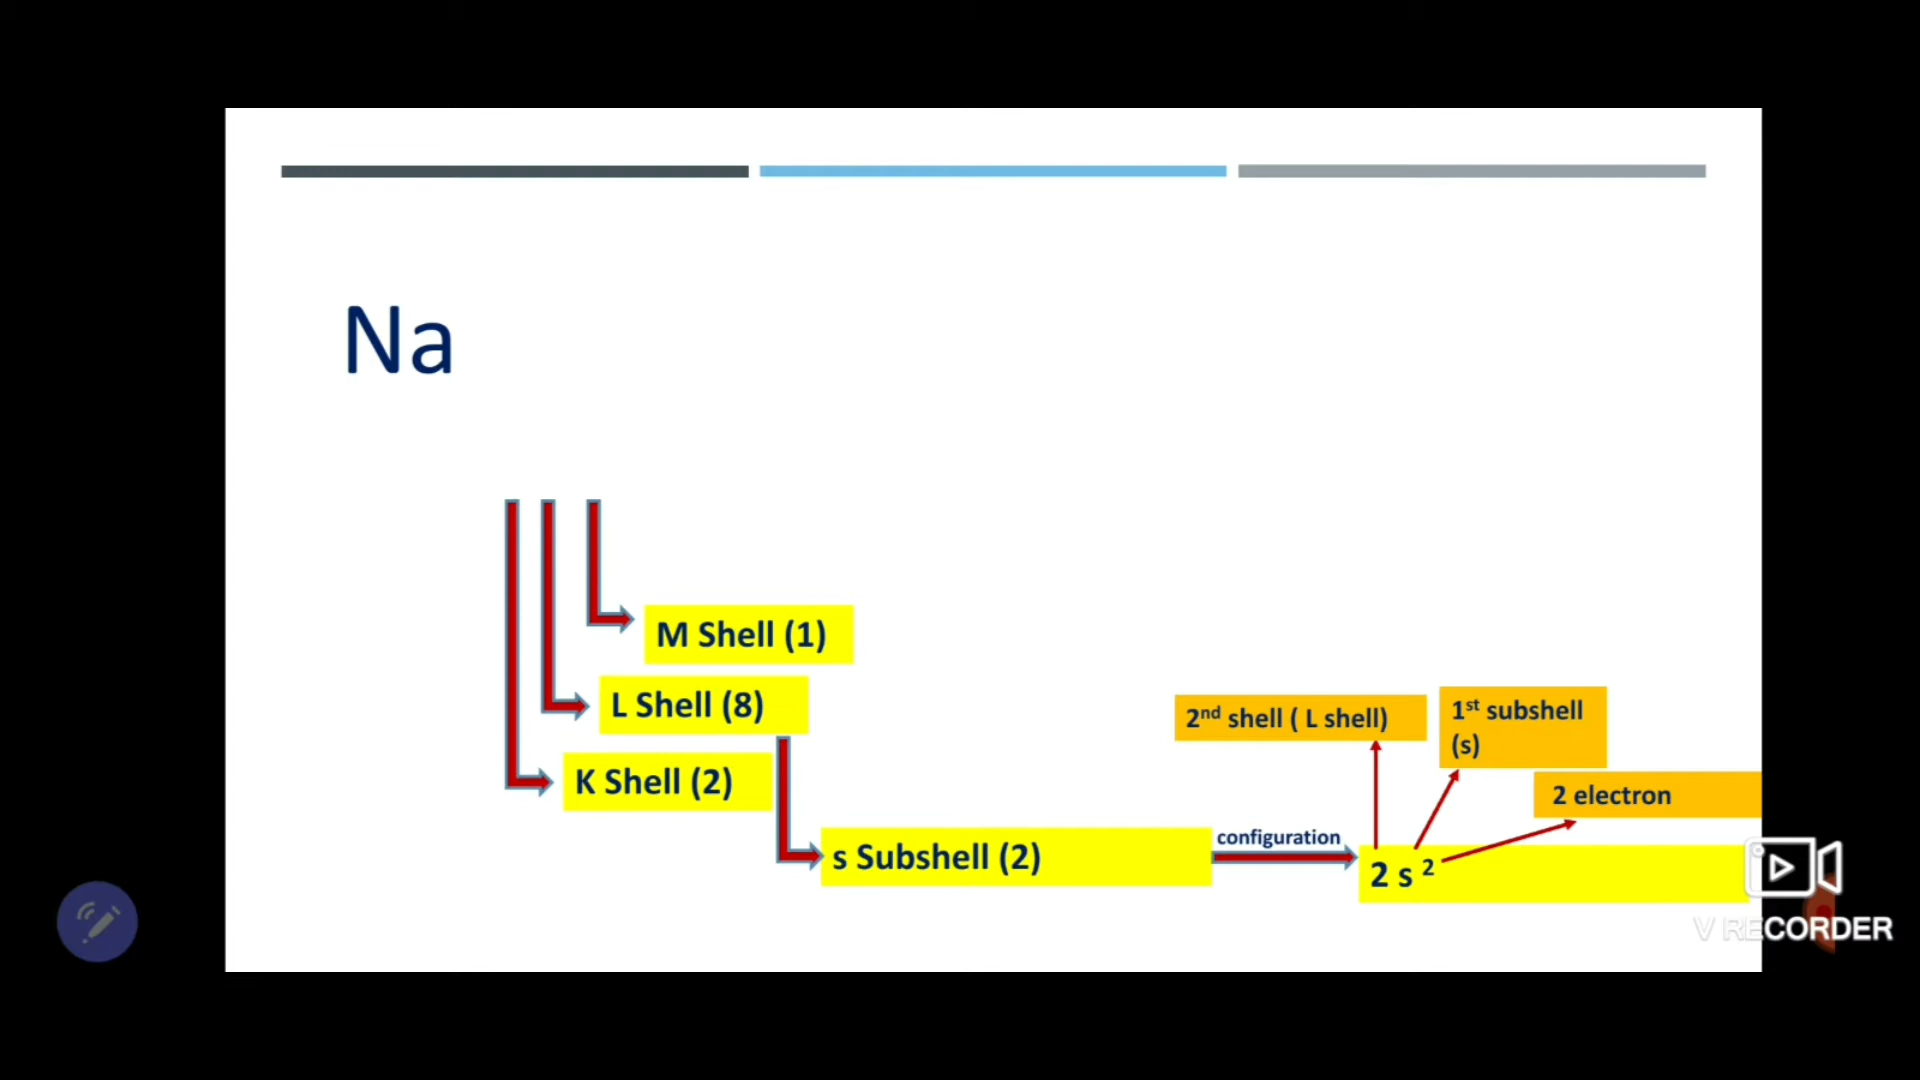 Na
M Shell (1)
L Shell (8)
K Shell (2)
2nd shell ( L shell)
1st subshell
(s)
2 electron
s Subshell (2)
configuration
2 s 2
V RECORDER